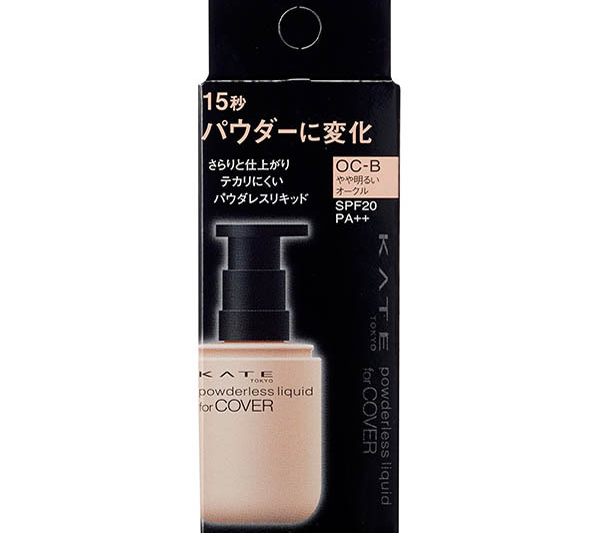 15秒
パウダーに変化
さらりと仕上がり
テカリにくい
パウダレスリキッド
OC-B
やや明るい
オークル
SPF20
PA++
KATE
TOKYO
powderless liquid
for COVER
KATE
TOKYO
powderless liquid
for COVER